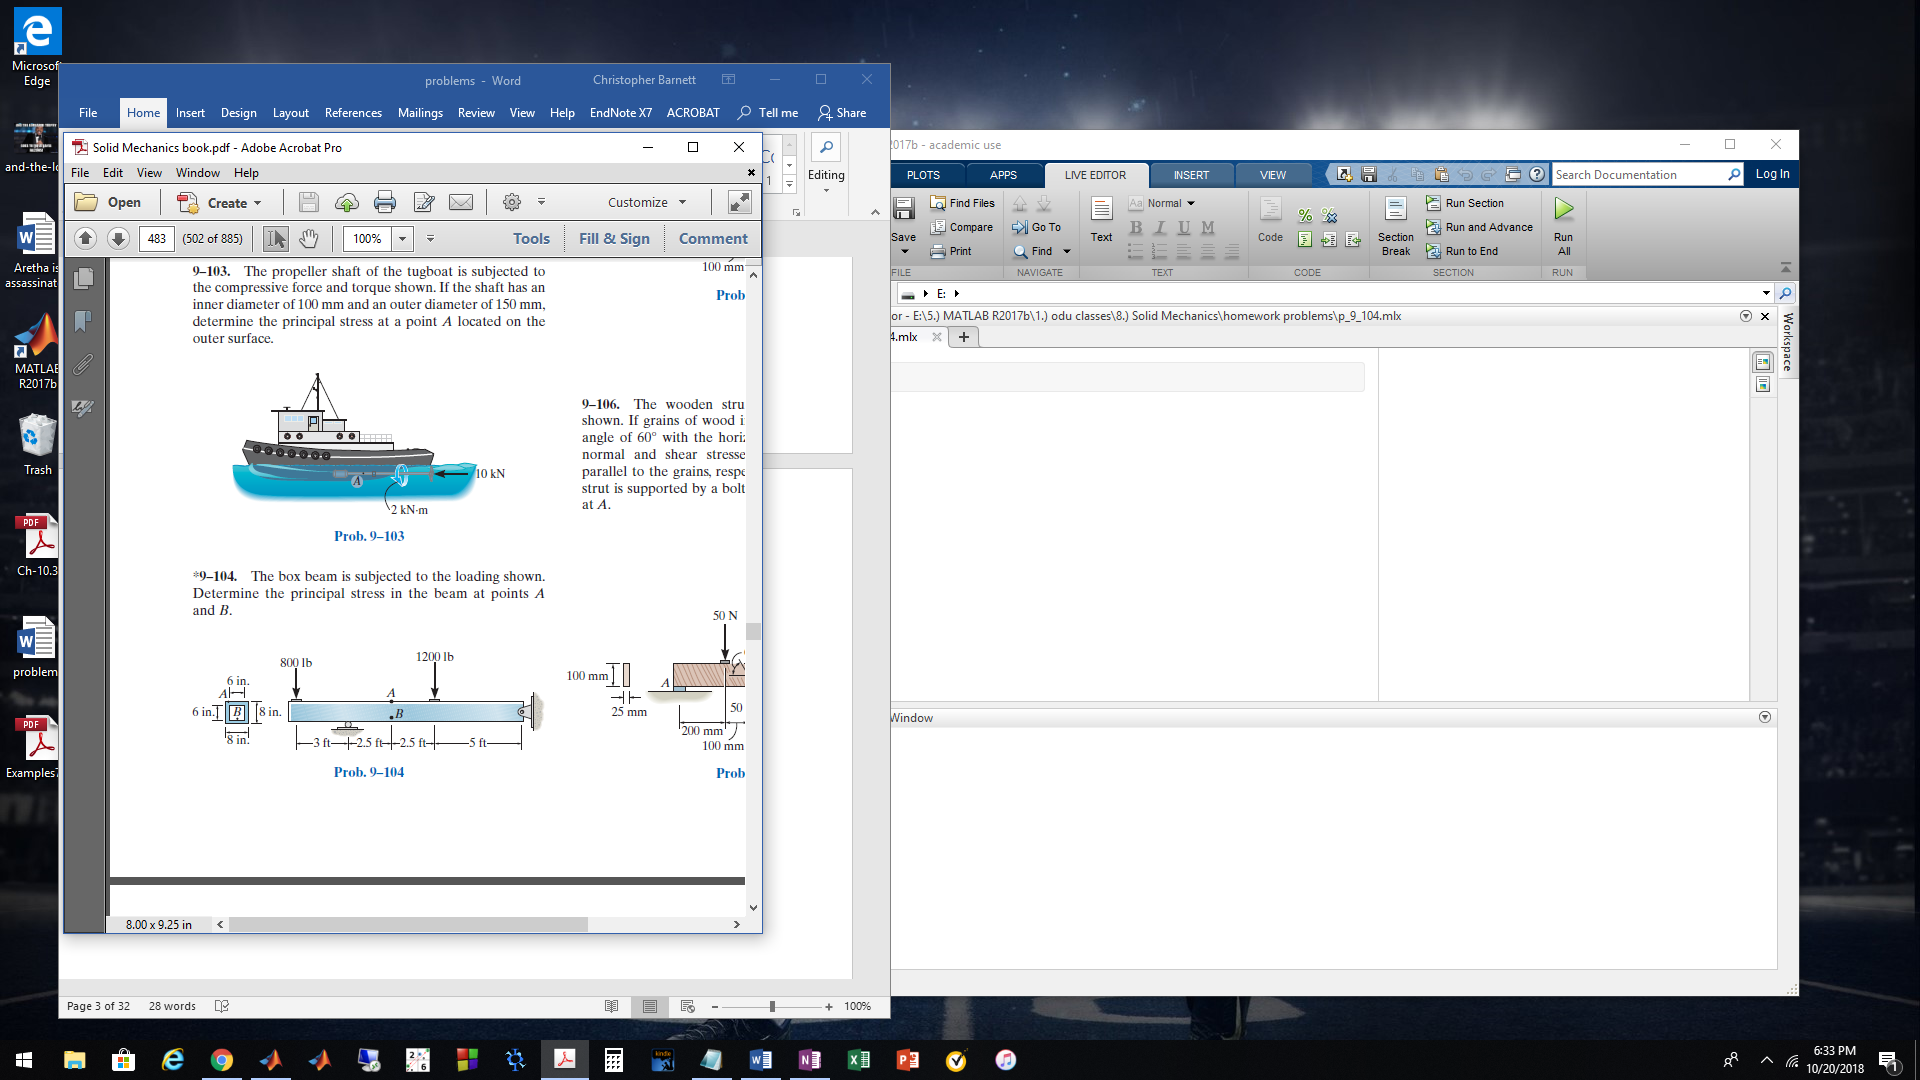 Microsoft
Edge
and-the-lo
Aretha is
assassinat
MATLAB
R2017b
Trash
Ch-10.3
problem
Examples7
problems - Word
Christopher Barnett
File Home Insert Design Layout References Mailings Review View Help EndNote X7 ACROBAT Tell me Share
Editing
Solid Mechanics book.pdf - Adobe Acrobat Pro
File Edit View Window Help
Open Create Customize
483 (502 of 885) 100% Tools Fill & Sign Comment
9–103. The propeller shaft of the tugboat is subjected to
the compressive force and torque shown. If the shaft has an
inner diameter of 100 mm and an outer diameter of 150 mm,
determine the principal stress at a point A located on the
outer surface.
A
10 kN
2 kN·m
Prob. 9–103
*9–104. The box beam is subjected to the loading shown.
Determine the principal stress in the beam at points A
and B.
800 lb
1200 lb
6 in.
A
A
6 in.
B
8 in.
B
8 in.
3 ft
2.5 ft
2.5 ft
5 ft
Prob. 9–104
100 mm
Prob
9–106. The wooden stru
shown. If grains of wood i
angle of 60° with the horiz
normal and shear stresse
parallel to the grains, respe
strut is supported by a bolt
at A.
50 N
100 mm
A
25 mm
50
200 mm
100 mm
Prob
8.00 x 9.25 in
Page 3 of 32 28 words 100%
2017b - academic use
PLOTS APPS LIVE EDITOR INSERT VIEW Search Documentation Log In
Save
Find Files
Compare
Print
Go To
Find
Text
Aa Normal
B I U M
Code
Section
Break
Run Section
Run and Advance
Run to End
Run
All
FILE NAVIGATE TEXT CODE SECTION RUN
E:
or - E:\5.) MATLAB R2017b\1.) odu classes\8.) Solid Mechanics\homework problems\p_9_104.mlx
4.mlx
Workspace
Window
6:33 PM
10/20/2018